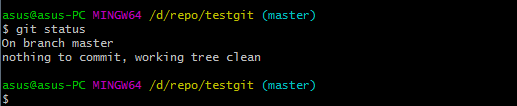 asus@asus-PC MINGW64 /d/repo/testgit (master)
$ git status
On branch master
nothing to commit, working tree clean
asus@asus-PC MINGW64 /d/repo/testgit (master)
$